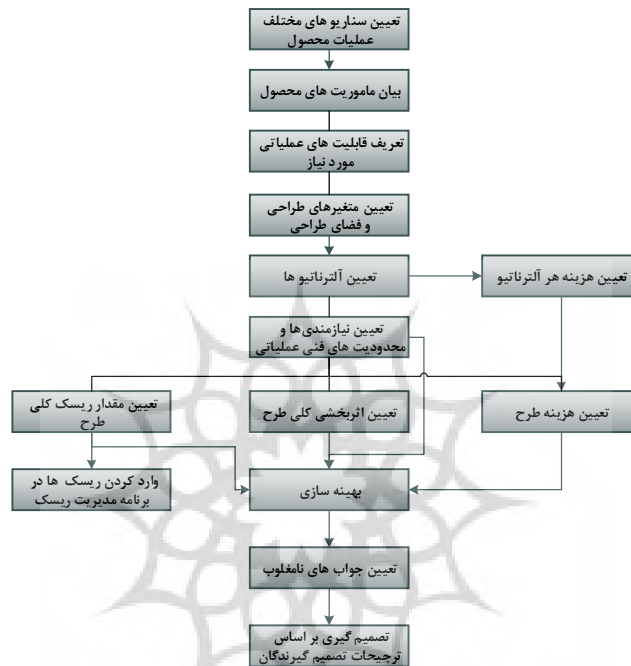 تعیین سناریو های مختلف
عملیات محصول
بیان ماموریت های محصول
تعریف قابلیت های عملیاتی
مورد نیاز
تعیین متغیرهای طراحی
و فضای طراحی
تعیین آلترناتیو ها
تعیین هزینه هر آلترناتیو
تعیین نیازمندی‌ها و
محدودیت های فنی عملیاتی
تعیین مقدار ریسک کلی
طرح
تعیین اثربخشی کلی طرح
تعیین هزینه طرح
وارد کردن ریسک ها در
برنامه مدیریت ریسک
بهینه سازی
تعیین جواب های نامغلوب
تصمیم گیری بر اساس
ترجیحات تصمیم گیرندگان